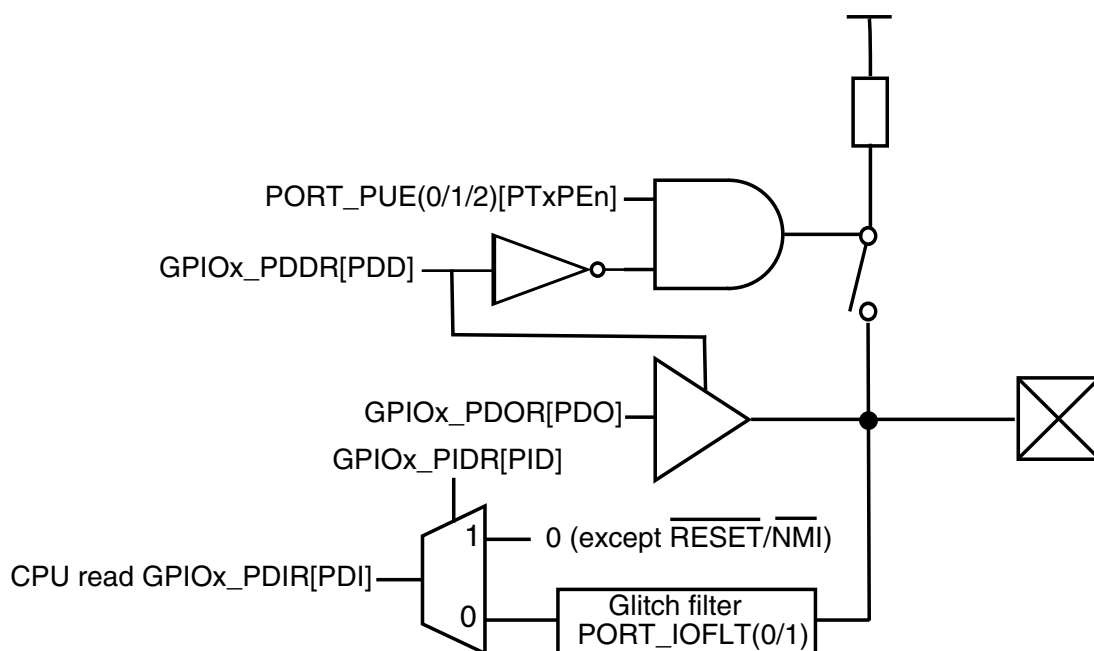 PORT_PUE(0/1/2)[PTxPEn]
GPIOx_PDDR[PDD]
GPIOx_PDOR[PDO]
GPIOx_PIDR[PID]
1
0 (except RESET/NMI)
CPU read GPIOx_PDIR[PDI]
0
Glitch filter
PORT_IOFLT(0/1)